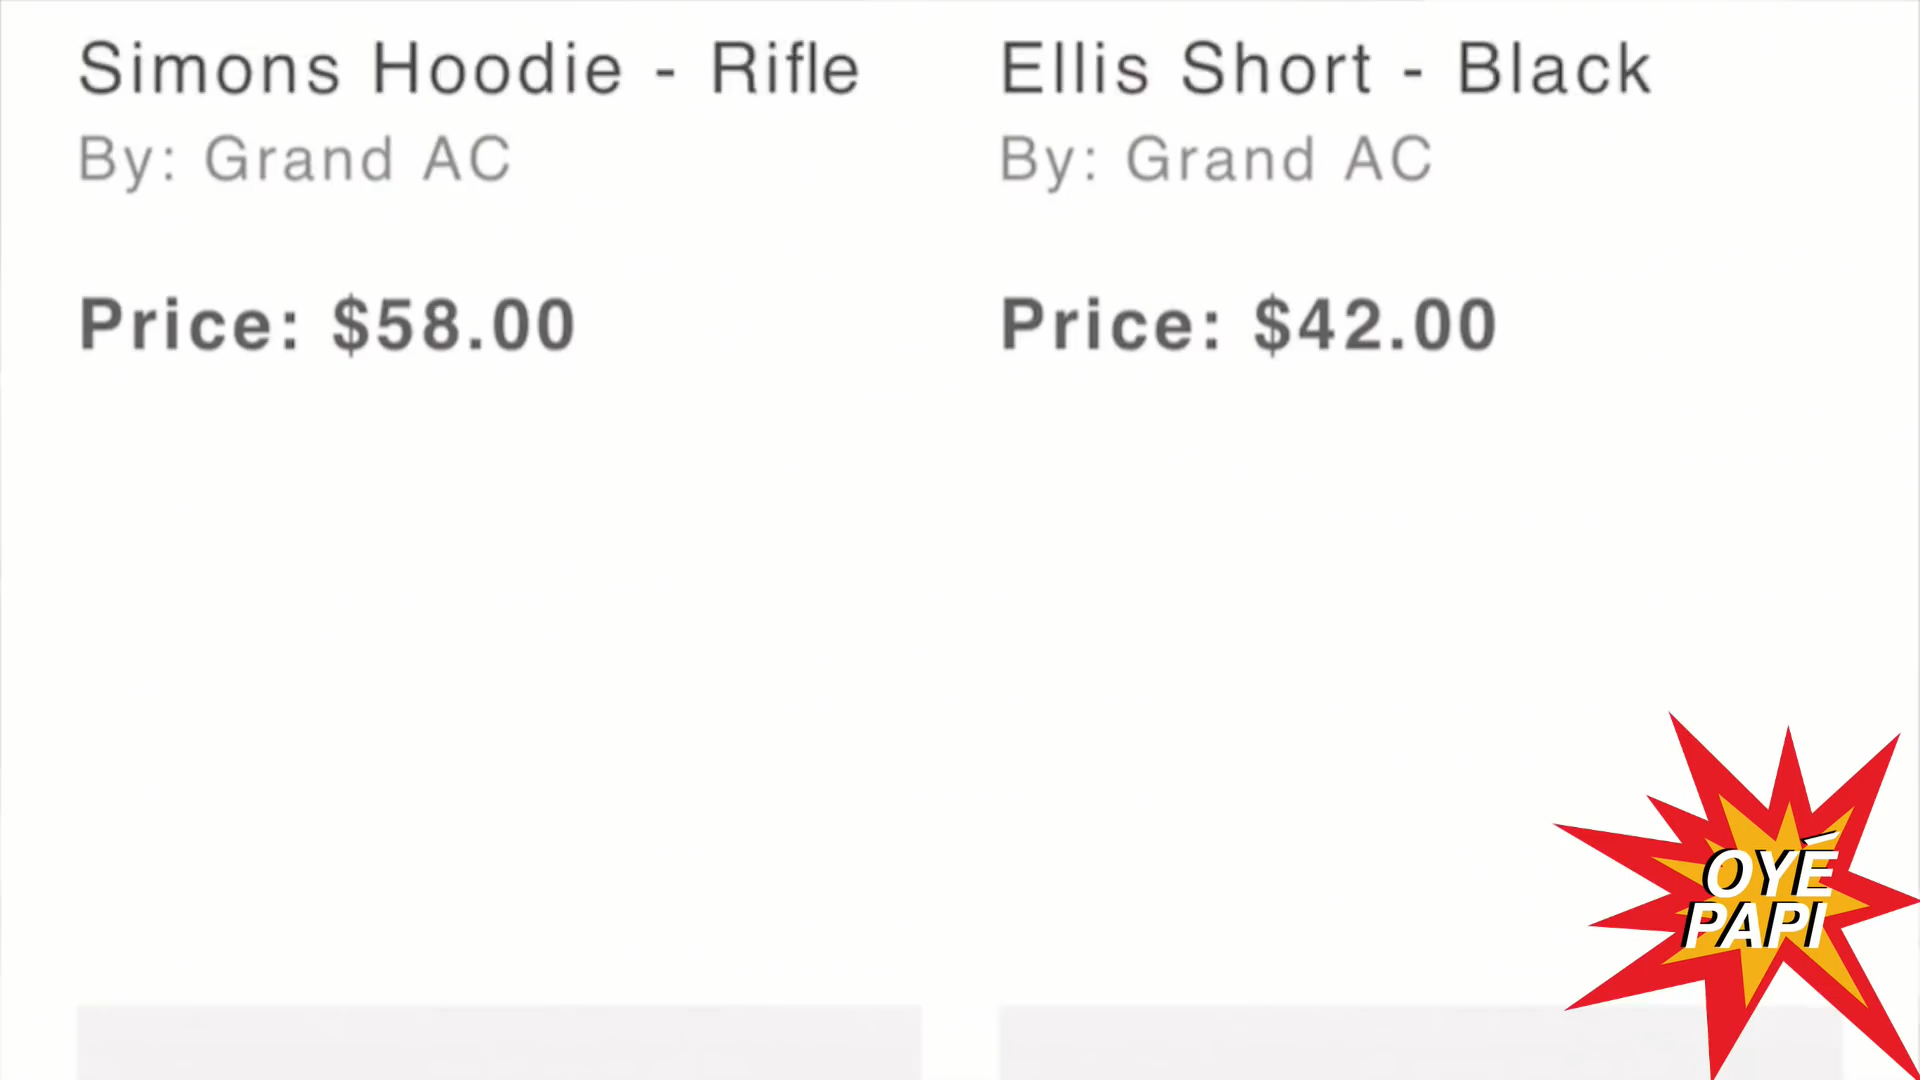 Simons Hoodie - Rifle
By: Grand AC
Price: $58.00
Ellis Short - Black
By: Grand AC
Price: $42.00
OYÉ
PAPI